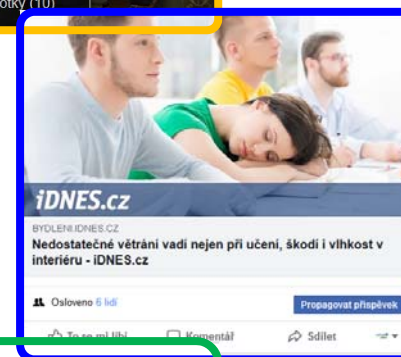 otky (10)
iDNES.cz
BYDLENI.IDNES.CZ
Nedostatečné větrání vadí nejen při učení, škodí i vlhkost v
interiéru - iDNES.cz
Osloveno 6 lidí
Propagovat příspěvek
To se mi líbí Komentář Sdílet